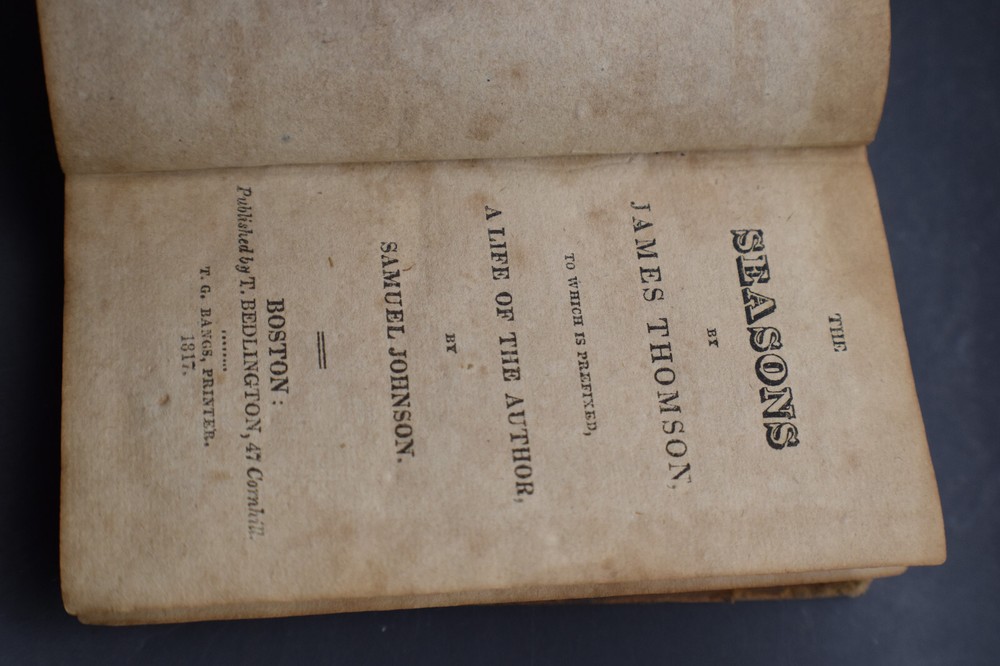 THE
SEASONS
BY
JAMES THOMSON,
TO WHICH IS PREFIXED,
A LIFE OF THE AUTHOR,
BY
SAMUEL JOHNSON.
BOSTON:
Published by T. BEDLINGTON, 47 Cornhill.
........
T. G. BANGS, PRINTER.
1817.